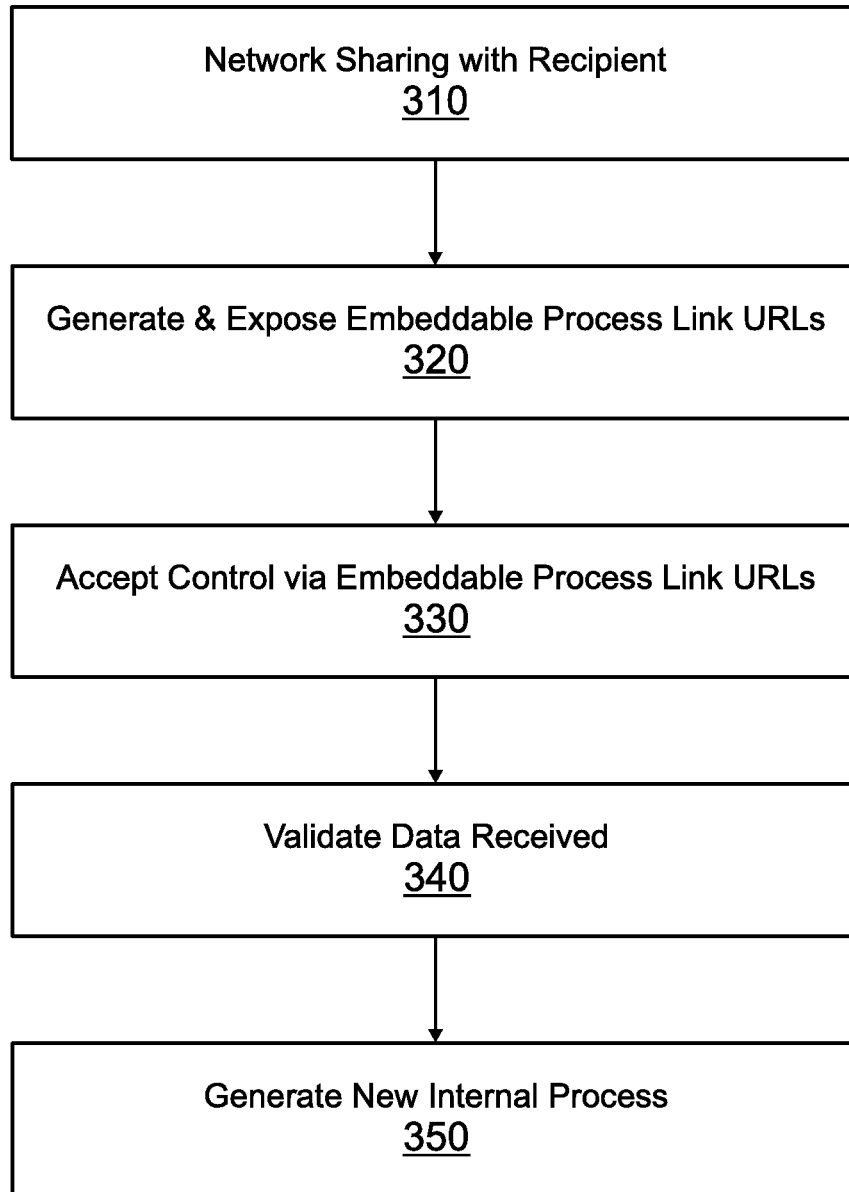 Network Sharing with Recipient
310
Generate & Expose Embeddable Process Link URLs
320
Accept Control via Embeddable Process Link URLs
330
Validate Data Received
340
Generate New Internal Process
350